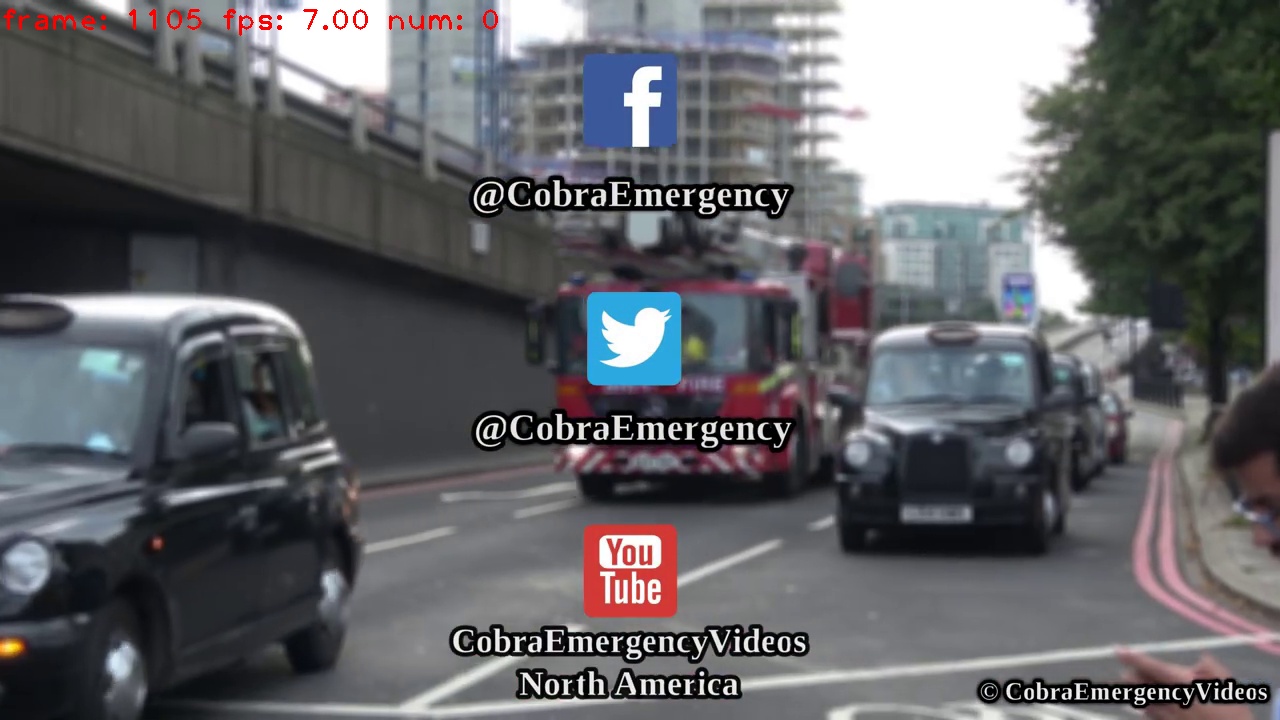 frame: 1105 fps: 7.00 num: 0
f
@CobraEmergency
@CobraEmergency
You
Tube
CobraEmergencyVideos
North America
© CobraEmergencyVideos